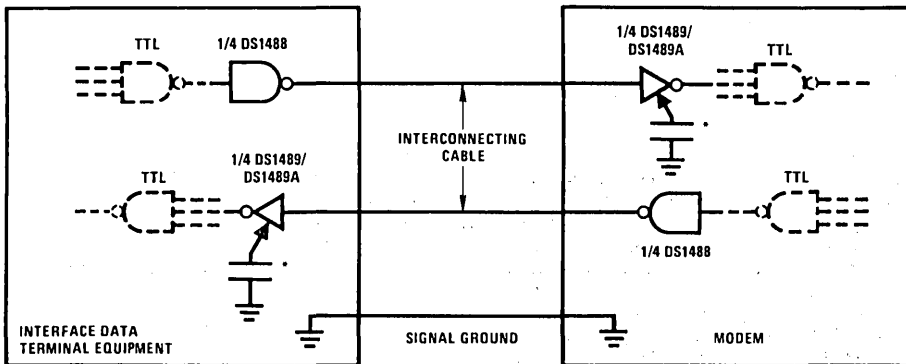 TTL
1/4 DS1488
1/4 DS1489/
DS1489A
TTL
INTERCONNECTING
CABLE
TTL
1/4 DS1489/
DS1489A
TTL
1/4 DS1488
INTERFACE DATA
TERMINAL EQUIPMENT
SIGNAL GROUND
MODEM